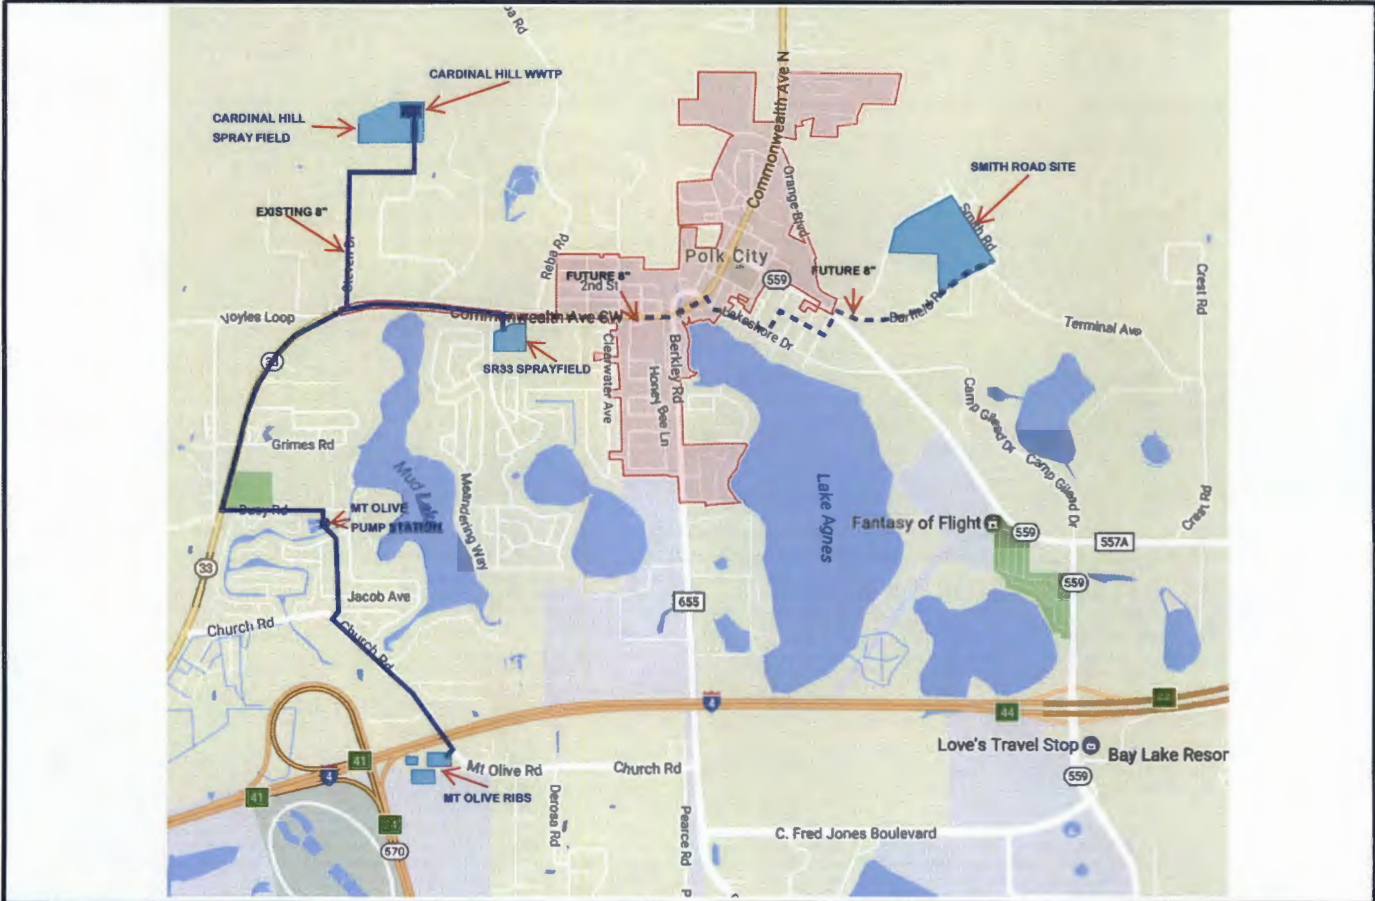 CARDINAL HILL WWTP
Commonwealth Ave N
CARDINAL HILL
SPRAY FIELD
SMITH ROAD SITE
Orange Blvd
EXISTING 8"
Smith Rd
Reba Rd
Polk City
FUTURE 8"
2nd St
559
FUTURE 8"
Crest Rd
Voyles Loop
Commonwealth Ave SW
Lakeshore Dr
Terminal Ave
33
SR33 SPRAYFIELD
Clearwater Ave
Berkley Rd
Honey Bee Ln
Camp Gilead Dr
Grimes Rd
Mud Lake
Meandering Way
Lake Agnes
Camp Gilead Dr
Crest Rd
MT OLIVE
PUMP STATION
Fantasy of Flight
559
557A
33
559
Jacob Ave
655
Church Rd
Church Rd
4
44
Love's Travel Stop
Bay Lake Resor
41
Mt Olive Rd
Church Rd
4
559
41
MT OLIVE RIBS
Derosa Rd
Pearce Rd
C. Fred Jones Boulevard
570
P